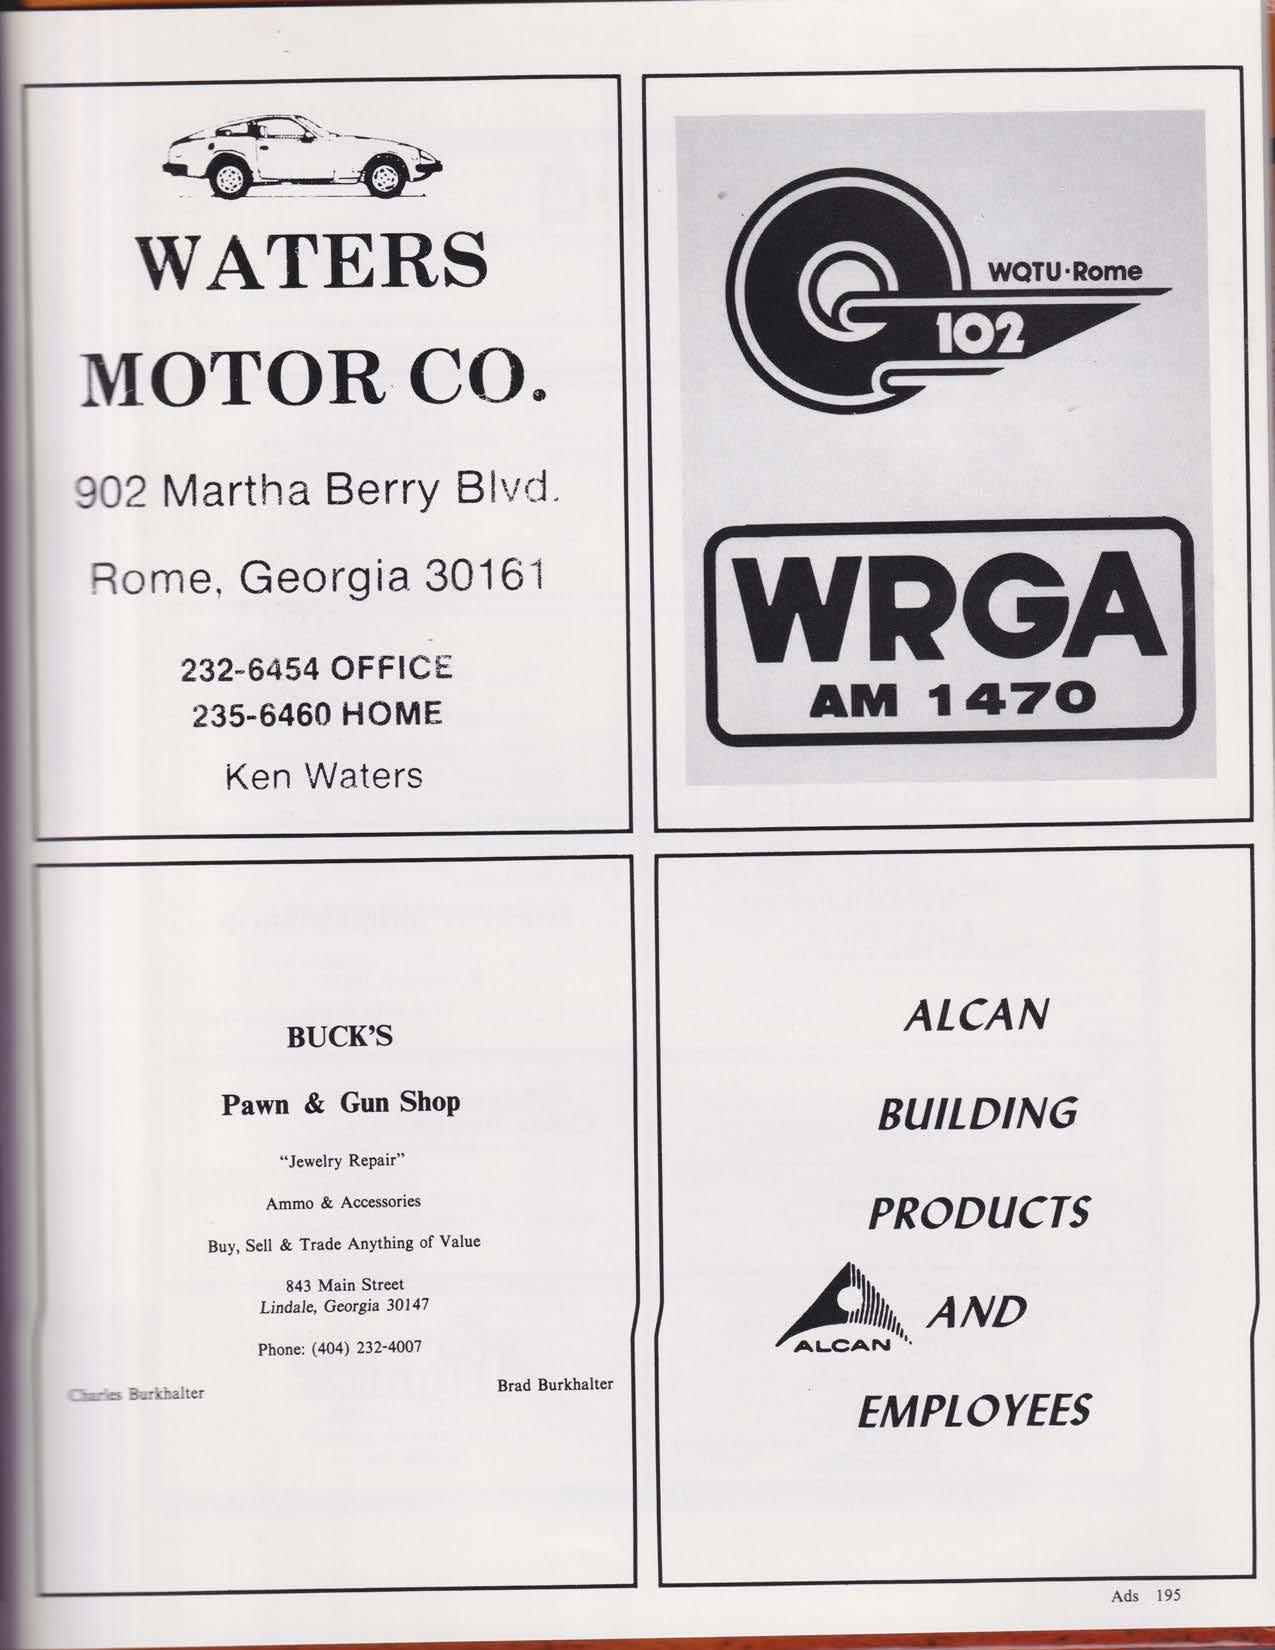 WATERS
MOTOR CO.
902 Martha Berry Blvd.
Rome, Georgia 30161
232-6454 OFFICE
235-6460 HOME
Ken Waters
WQTU·Rome
102
WRGA
AM 1470
BUCK'S
Pawn & Gun Shop
"Jewelry Repair"
Ammo & Accessories
Buy, Sell & Trade Anything of Value
843 Main Street
Lindale, Georgia 30147
Phone: (404) 232-4007
Charles Burkhalter
Brad Burkhalter
ALCAN
BUILDING
PRODUCTS
AND
ALCAN
EMPLOYEES
Ads 195